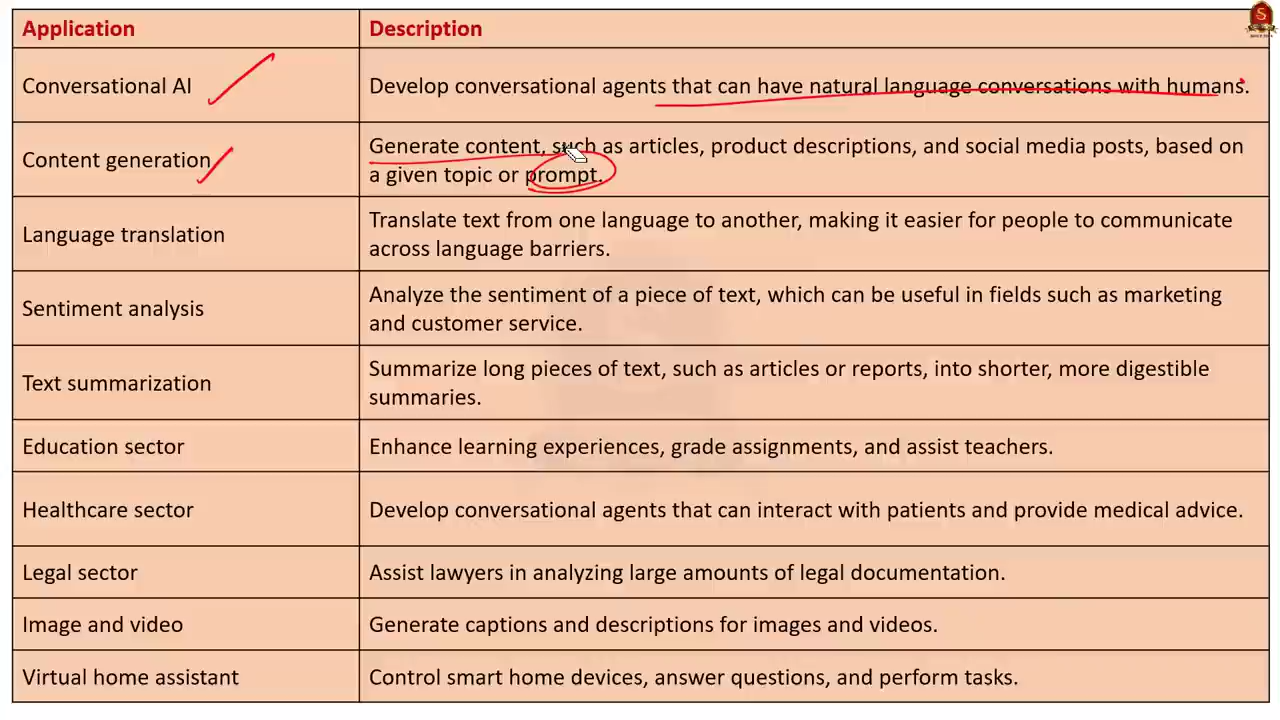 Application Description
Conversational AI Develop conversational agents that can have natural language conversations with humans.
Content generation Generate content, such as articles, product descriptions, and social media posts, based on
a given topic or prompt.
Language translation Translate text from one language to another, making it easier for people to communicate
across language barriers.
Sentiment analysis Analyze the sentiment of a piece of text, which can be useful in fields such as marketing
and customer service.
Text summarization Summarize long pieces of text, such as articles or reports, into shorter, more digestible
summaries.
Education sector Enhance learning experiences, grade assignments, and assist teachers.
Healthcare sector Develop conversational agents that can interact with patients and provide medical advice.
Legal sector Assist lawyers in analyzing large amounts of legal documentation.
Image and video Generate captions and descriptions for images and videos.
Virtual home assistant Control smart home devices, answer questions, and perform tasks.